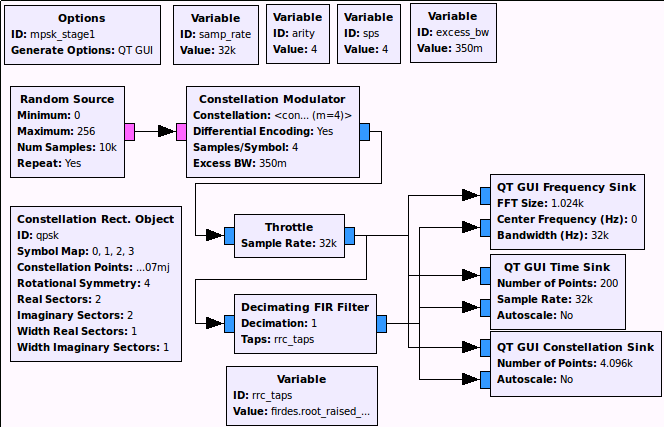 Options
ID: mpsk_stage1
Generate Options: QT GUI
Variable
ID: samp_rate
Value: 32k
Variable
ID: arity
Value: 4
Variable
ID: sps
Value: 4
Variable
ID: excess_bw
Value: 350m
Random Source
Minimum: 0
Maximum: 256
Num Samples: 10k
Repeat: Yes
Constellation Modulator
Constellation: <con... (m=4)>
Differential Encoding: Yes
Samples/Symbol: 4
Excess BW: 350m
Constellation Rect. Object
ID: qpsk
Symbol Map: 0, 1, 2, 3
Constellation Points: ...07mj
Rotational Symmetry: 4
Real Sectors: 2
Imaginary Sectors: 2
Width Real Sectors: 1
Width Imaginary Sectors: 1
Throttle
Sample Rate: 32k
Decimating FIR Filter
Decimation: 1
Taps: rrc_taps
Variable
ID: rrc_taps
Value: firdes.root_raised_...
QT GUI Frequency Sink
FFT Size: 1.024k
Center Frequency (Hz): 0
Bandwidth (Hz): 32k
QT GUI Time Sink
Number of Points: 200
Sample Rate: 32k
Autoscale: No
QT GUI Constellation Sink
Number of Points: 4.096k
Autoscale: No